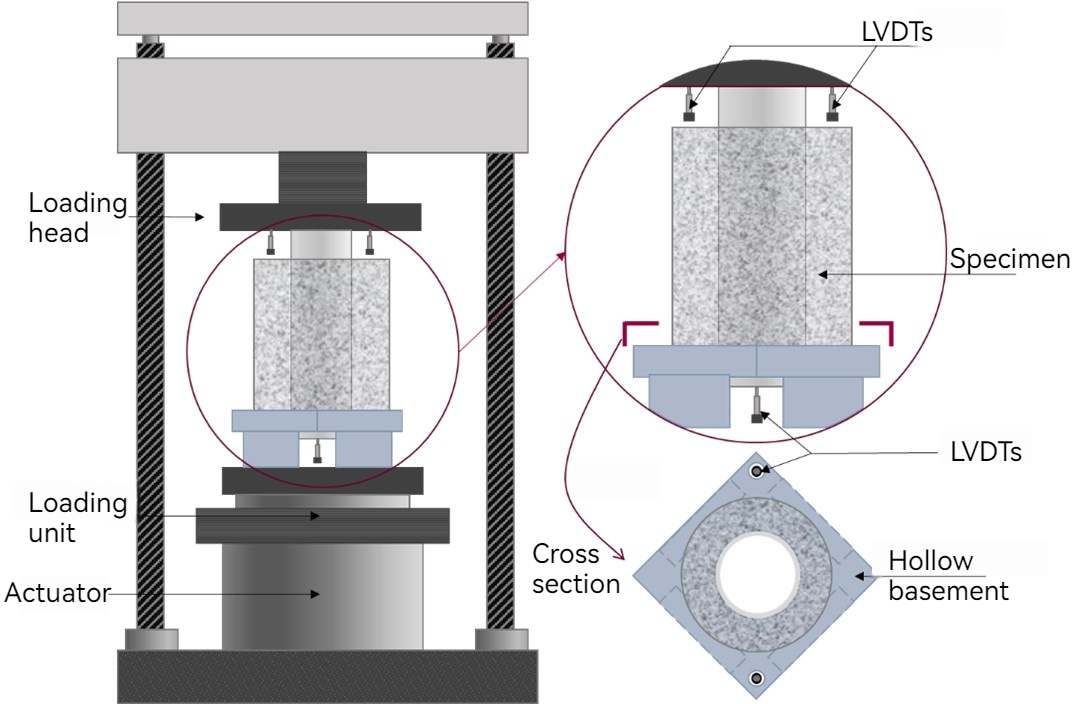 LVDTs
Loading
head
Specimen
LVDTs
Loading
unit
Cross
section
Hollow
basement
Actuator